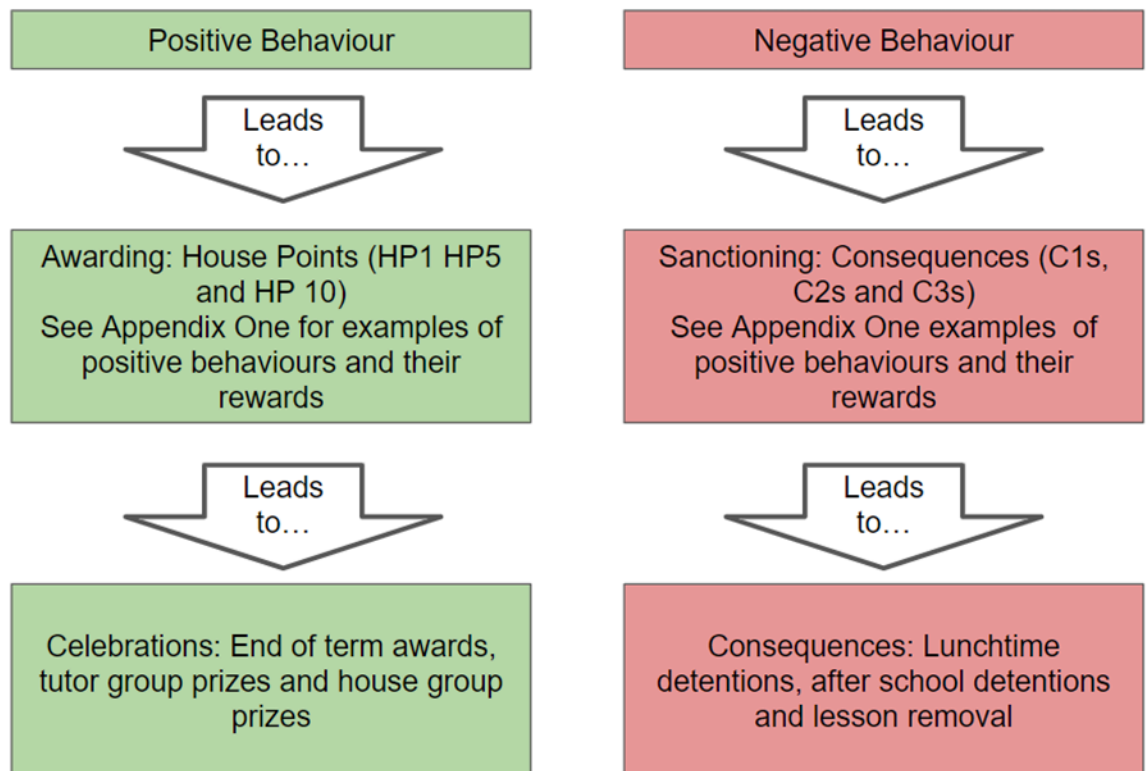 Positive Behaviour
Leads
to…
Awarding: House Points (HP1 HP5
and HP 10)
See Appendix One for examples of
positive behaviours and their
rewards
Leads
to…
Celebrations: End of term awards,
tutor group prizes and house group
prizes
Negative Behaviour
Leads
to…
Sanctioning: Consequences (C1s,
C2s and C3s)
See Appendix One examples  of
positive behaviours and their
rewards
Leads
to…
Consequences: Lunchtime
detentions, after school detentions
and lesson removal